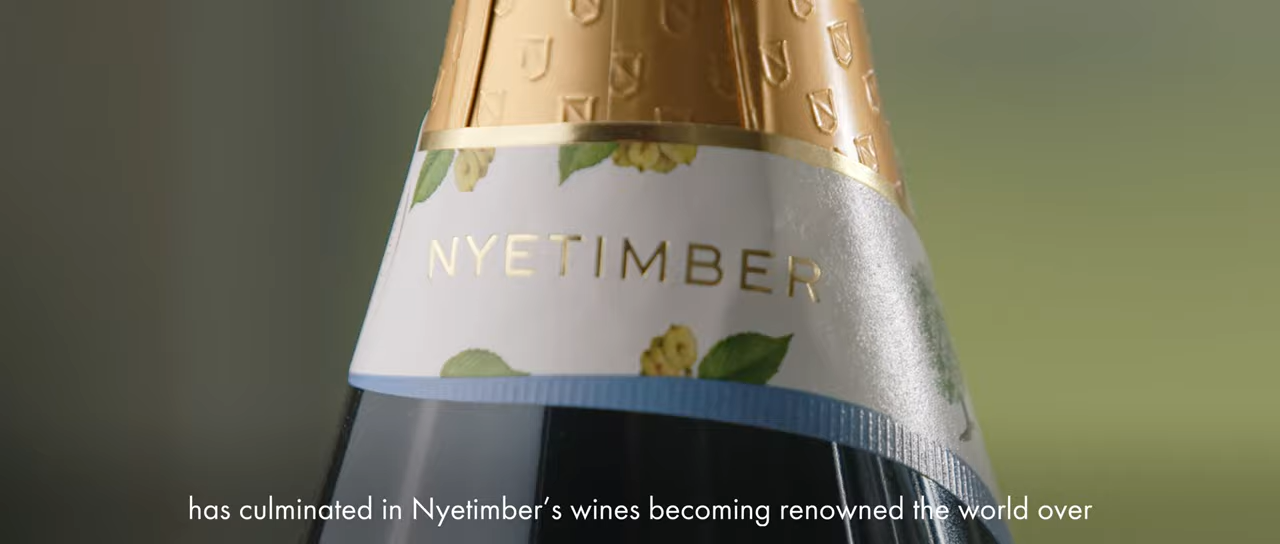 NYETIMBER
has culminated in Nyetimber's wines becoming renowned the world over